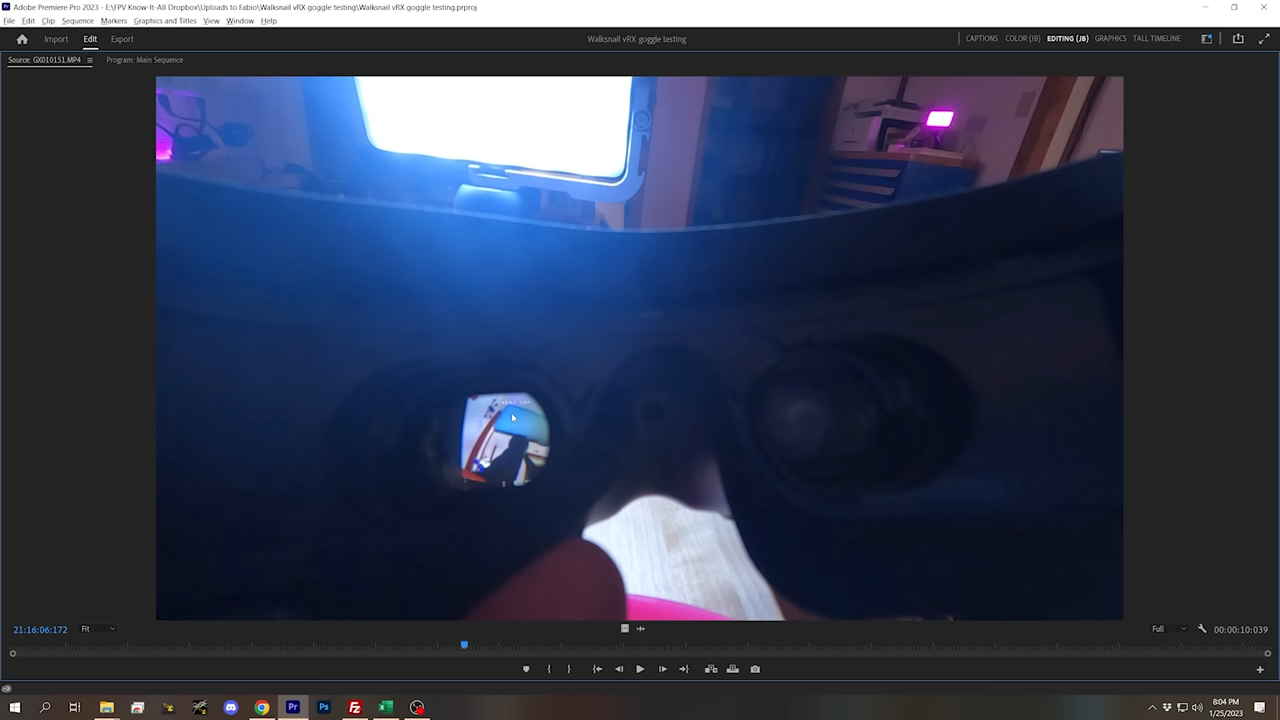 Adobe Premiere Pro 2023 - E:\FPV Know-It-All Dropbox\Uploads to Fabio\Walksnail vRX goggle testing\Walksnail vRX goggle testing.prproj
File Edit Clip Sequence Markers Graphics and Titles View Window Help
Import Edit Export Walksnail vRX goggle testing CAPTIONS COLOR (JB) EDITING (JB) GRAPHICS TALL TIMELINE
Source: GX010151.MP4 Program: Main Sequence
21:16:06:172 Fit Full 00:00:10:039
8:04 PM
1/25/2023